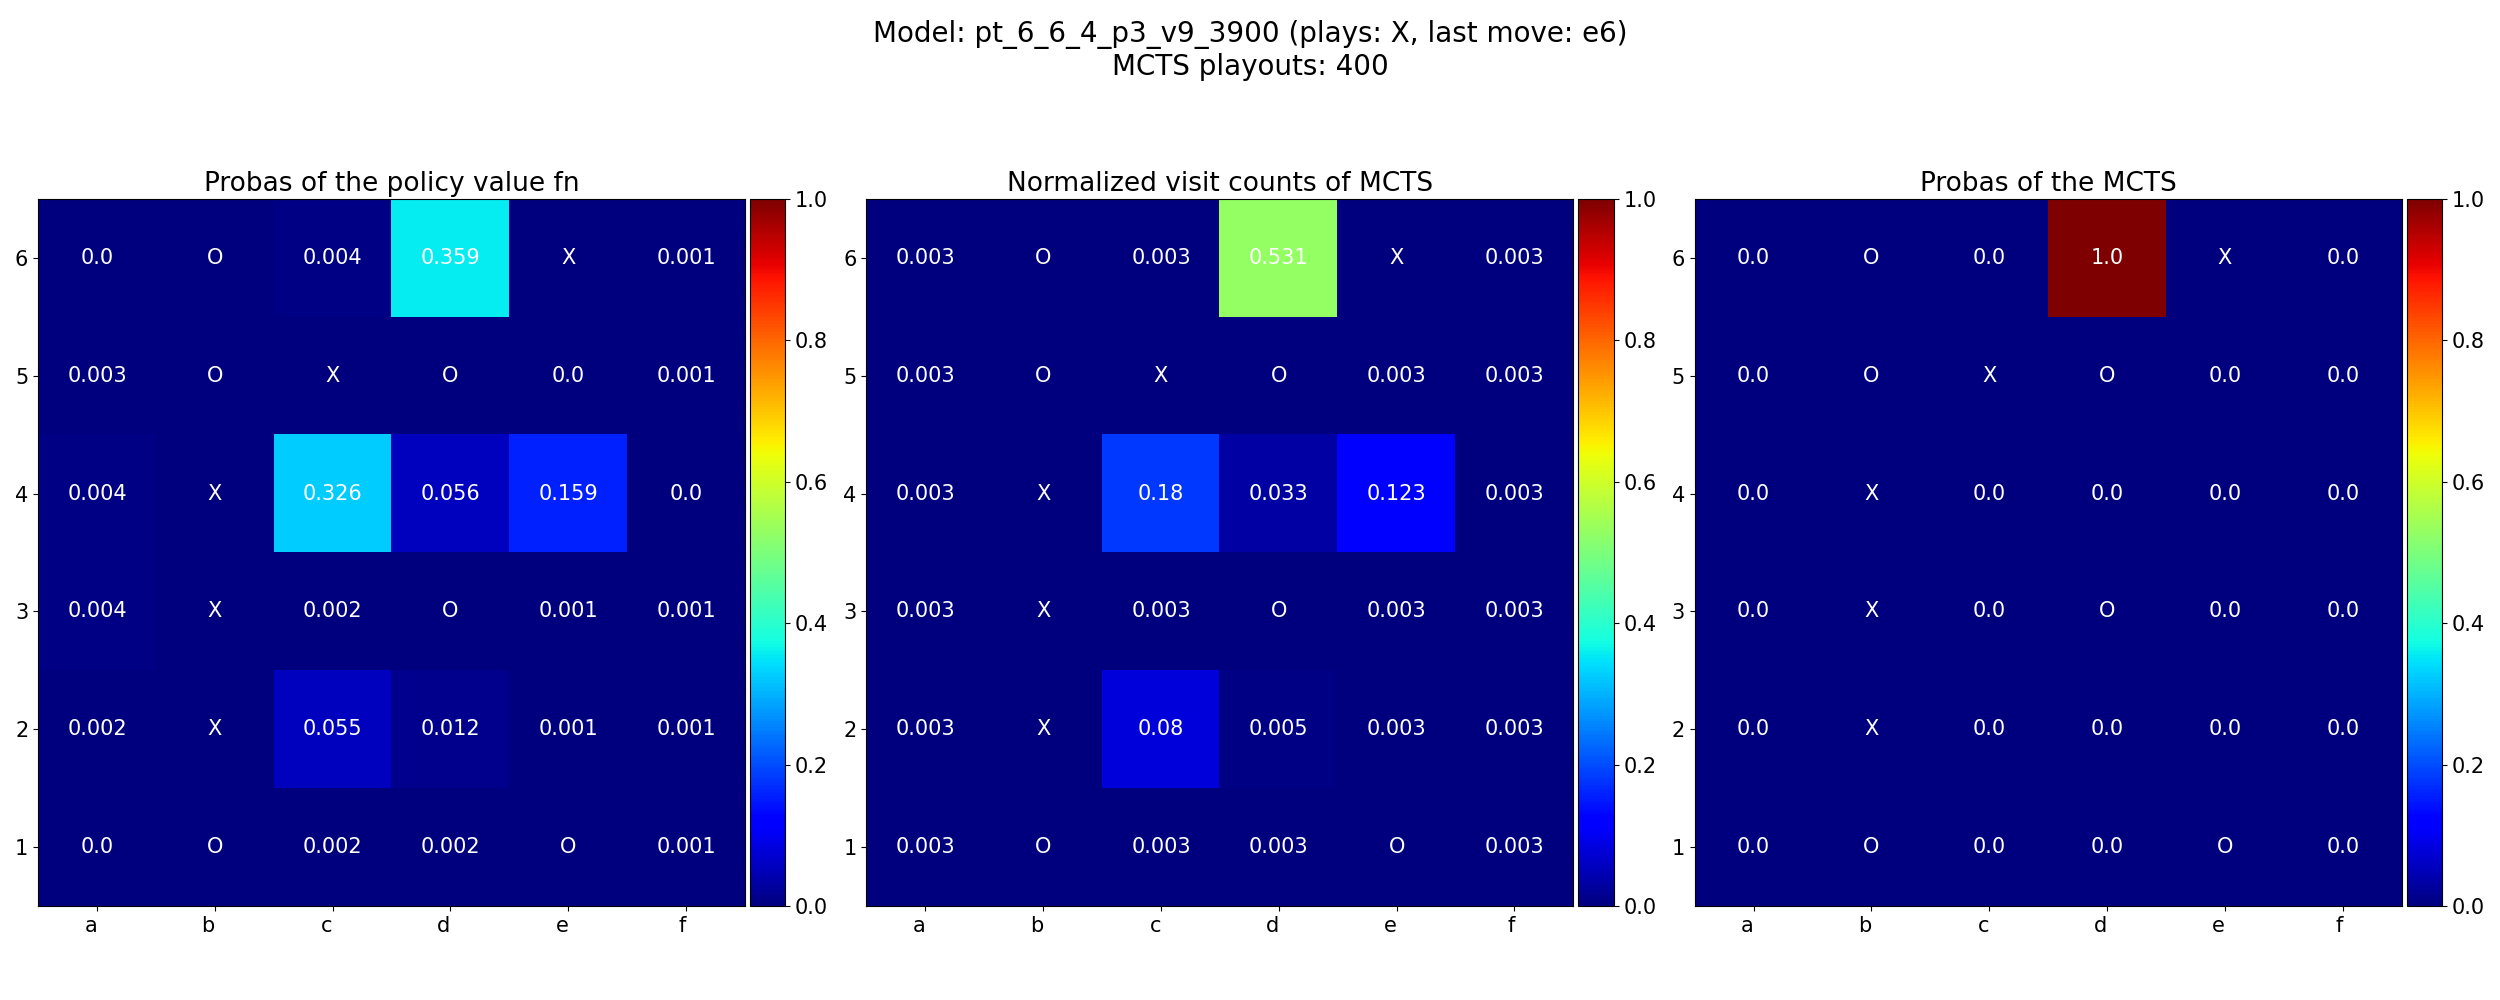 Model: pt_6_6_4_p3_v9_3900 (plays: X, last move: e6)
MCTS playouts: 400
Probas of the policy value fn
6 0.0 O 0.004 0.359 X 0.001
5 0.003 O X O 0.0 0.001
4 0.004 X 0.326 0.056 0.159 0.0
3 0.004 X 0.002 O 0.001 0.001
2 0.002 X 0.055 0.012 0.001 0.001
1 0.0 O 0.002 0.002 O 0.001
a b c d e f
1.0
0.8
0.6
0.4
0.2
0.0
Normalized visit counts of MCTS
6 0.003 O 0.003 0.531 X 0.003
5 0.003 O X O 0.003 0.003
4 0.003 X 0.18 0.033 0.123 0.003
3 0.003 X 0.003 O 0.003 0.003
2 0.003 X 0.08 0.005 0.003 0.003
1 0.003 O 0.003 0.003 O 0.003
a b c d e f
1.0
0.8
0.6
0.4
0.2
0.0
Probas of the MCTS
6 0.0 O 0.0 1.0 X 0.0
5 0.0 O X O 0.0 0.0
4 0.0 X 0.0 0.0 0.0 0.0
3 0.0 X 0.0 O 0.0 0.0
2 0.0 X 0.0 0.0 0.0 0.0
1 0.0 O 0.0 0.0 O 0.0
a b c d e f
1.0
0.8
0.6
0.4
0.2
0.0